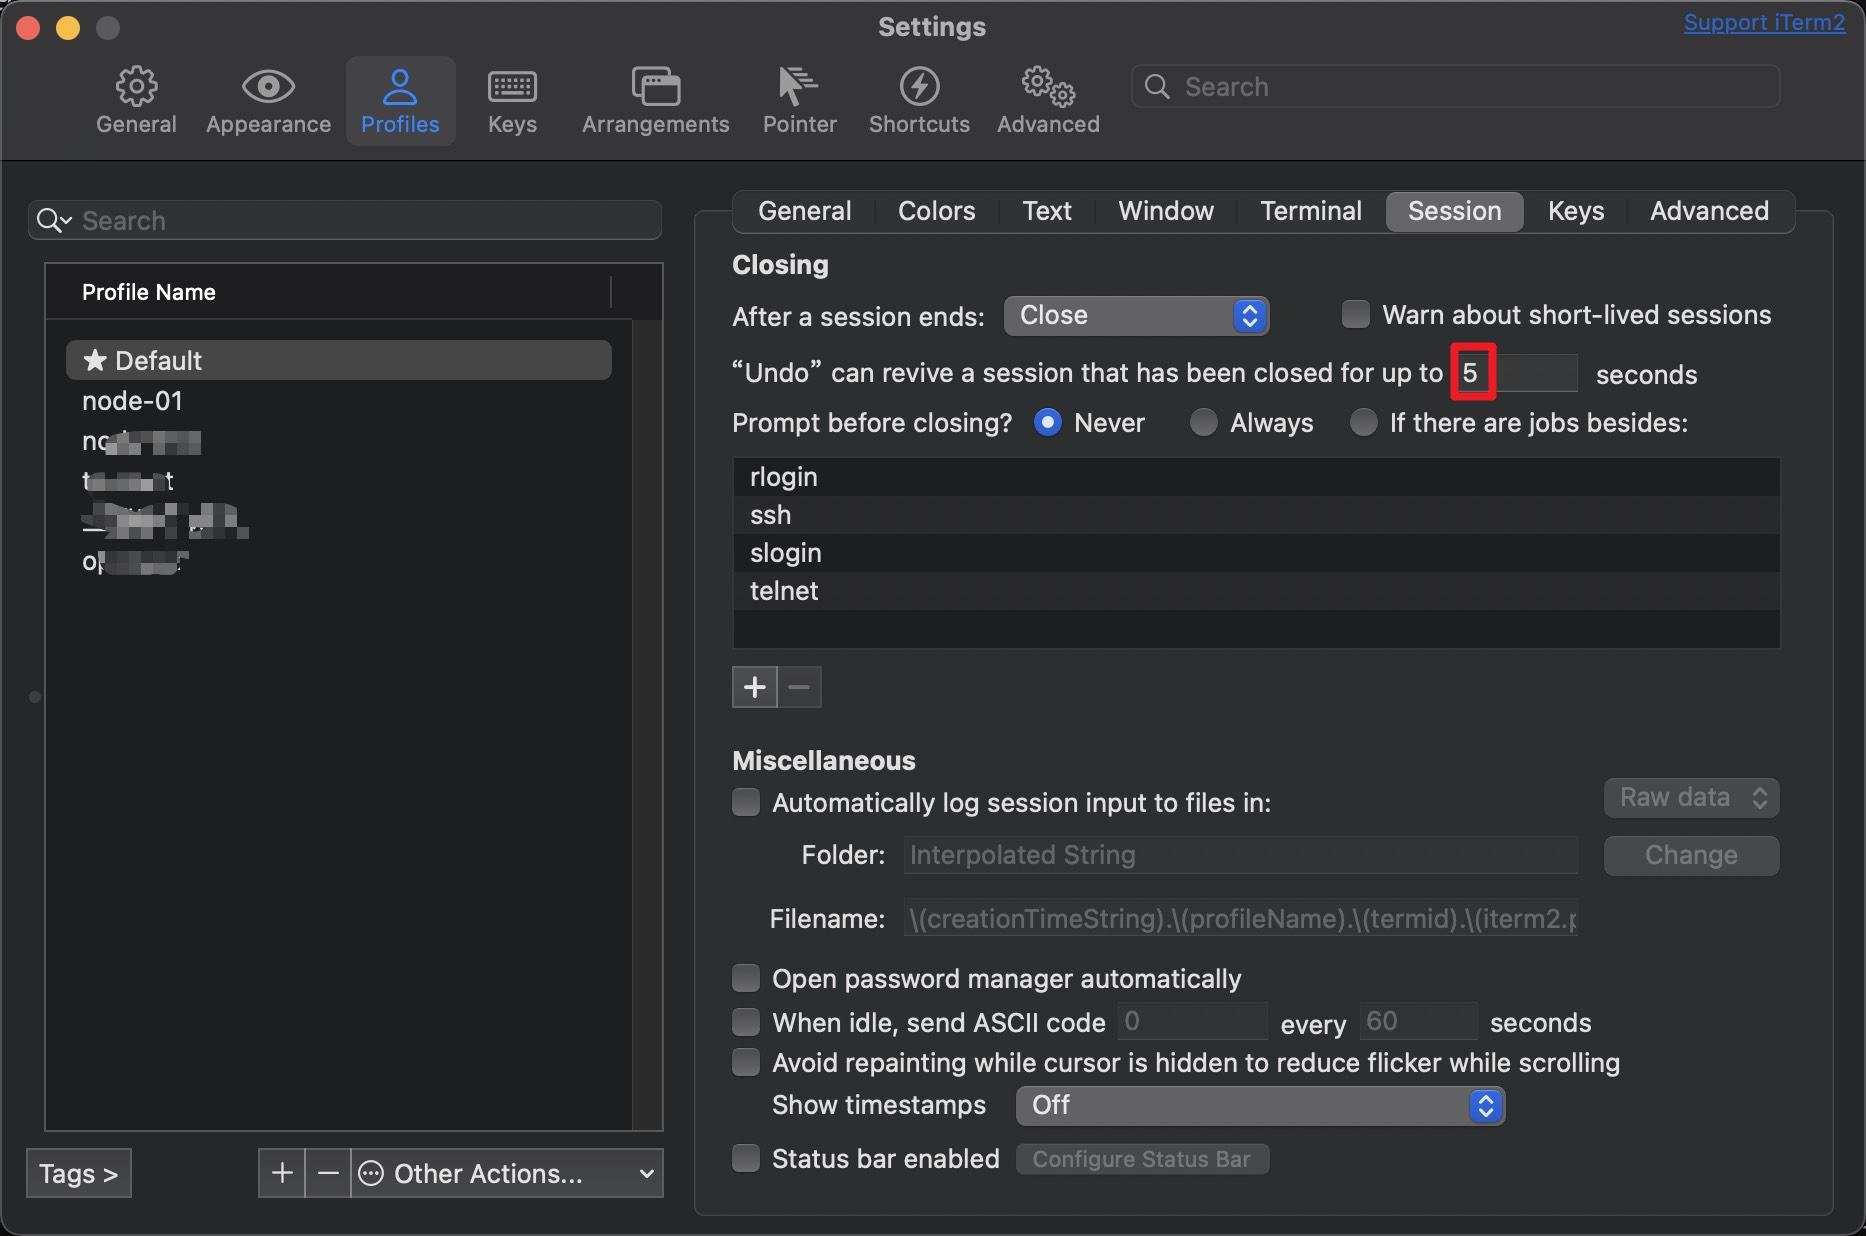 Settings
Support iTerm2
General
Appearance
Profiles
Keys
Arrangements
Pointer
Shortcuts
Advanced
Search
Search
Profile Name
★ Default
node-01
General
Colors
Text
Window
Terminal
Session
Keys
Advanced
Closing
After a session ends: Close
Warn about short-lived sessions
“Undo” can revive a session that has been closed for up to 5 seconds
Prompt before closing? Never Always If there are jobs besides:
rlogin
ssh
slogin
telnet
Miscellaneous
Automatically log session input to files in: Raw data
Folder: Interpolated String Change
Filename: \(creationTimeString).\(profileName).\(termid).\(iterm2.p
Open password manager automatically
When idle, send ASCII code 0 every 60 seconds
Avoid repainting while cursor is hidden to reduce flicker while scrolling
Show timestamps Off
Status bar enabled Configure Status Bar
Tags >
+ − Other Actions...